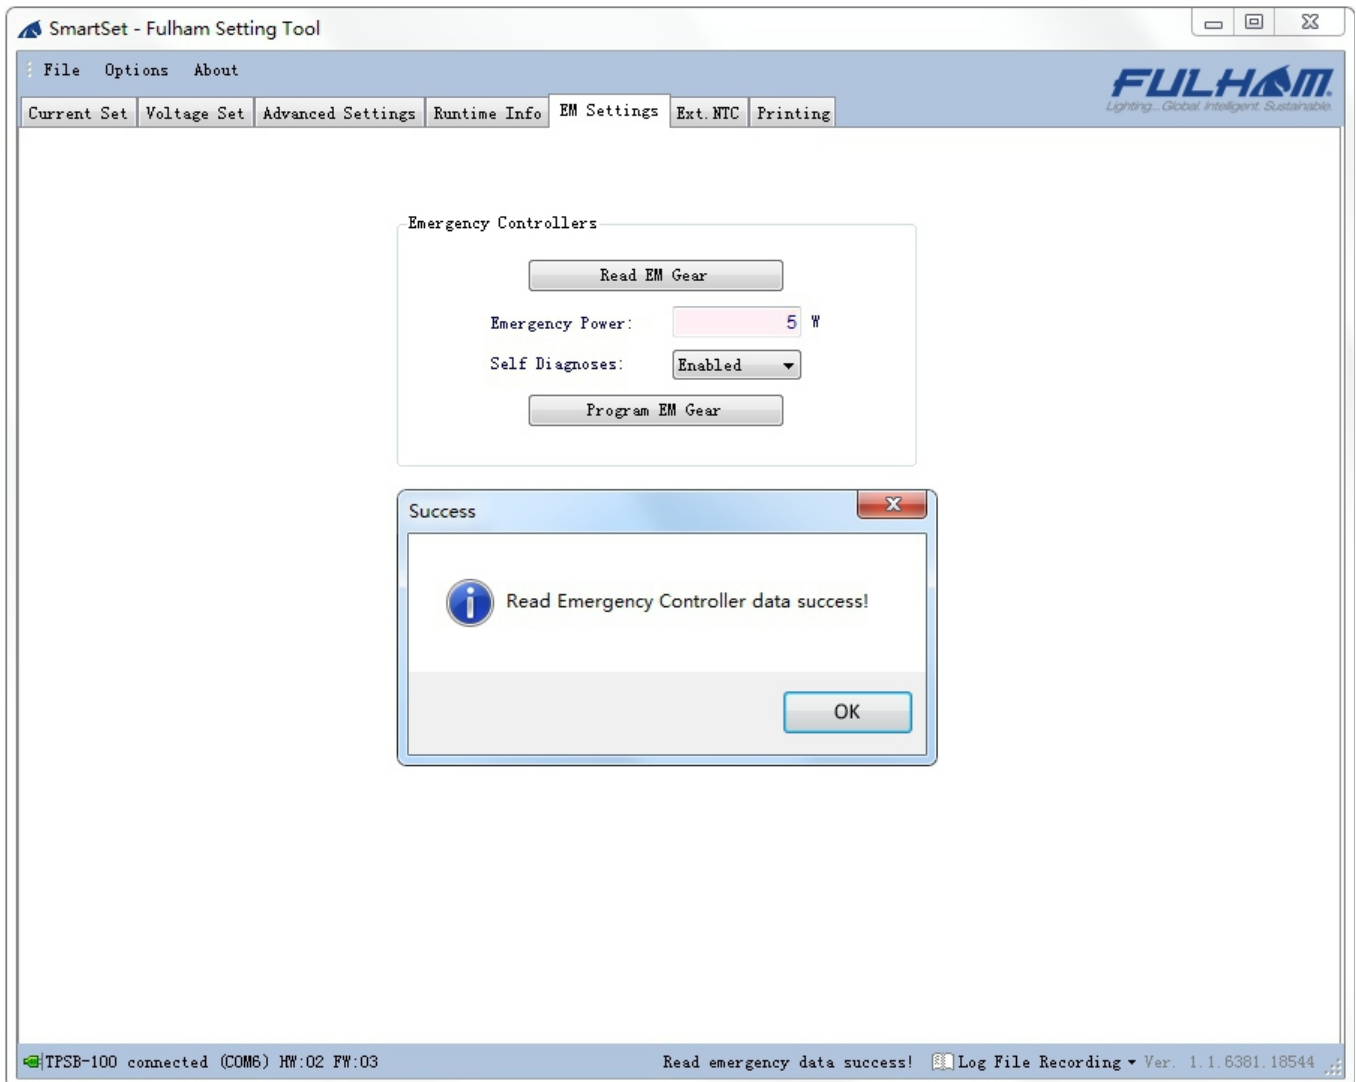 SmartSet - Fulham Setting Tool
File Options About
FULHAM
Lighting... Global. Intelligent. Sustainable.
Current Set Voltage Set Advanced Settings Runtime Info EM Settings Ext.NTC Printing
Emergency Controllers
Read EM Gear
Emergency Power: 5 W
Self Diagnoses: Enabled
Program EM Gear
Success
Read Emergency Controller data success!
OK
TPSB-100 connected (COM6) HW:02 FW:03 Read emergency data success! Log File Recording Ver. 1.1.6381.18544